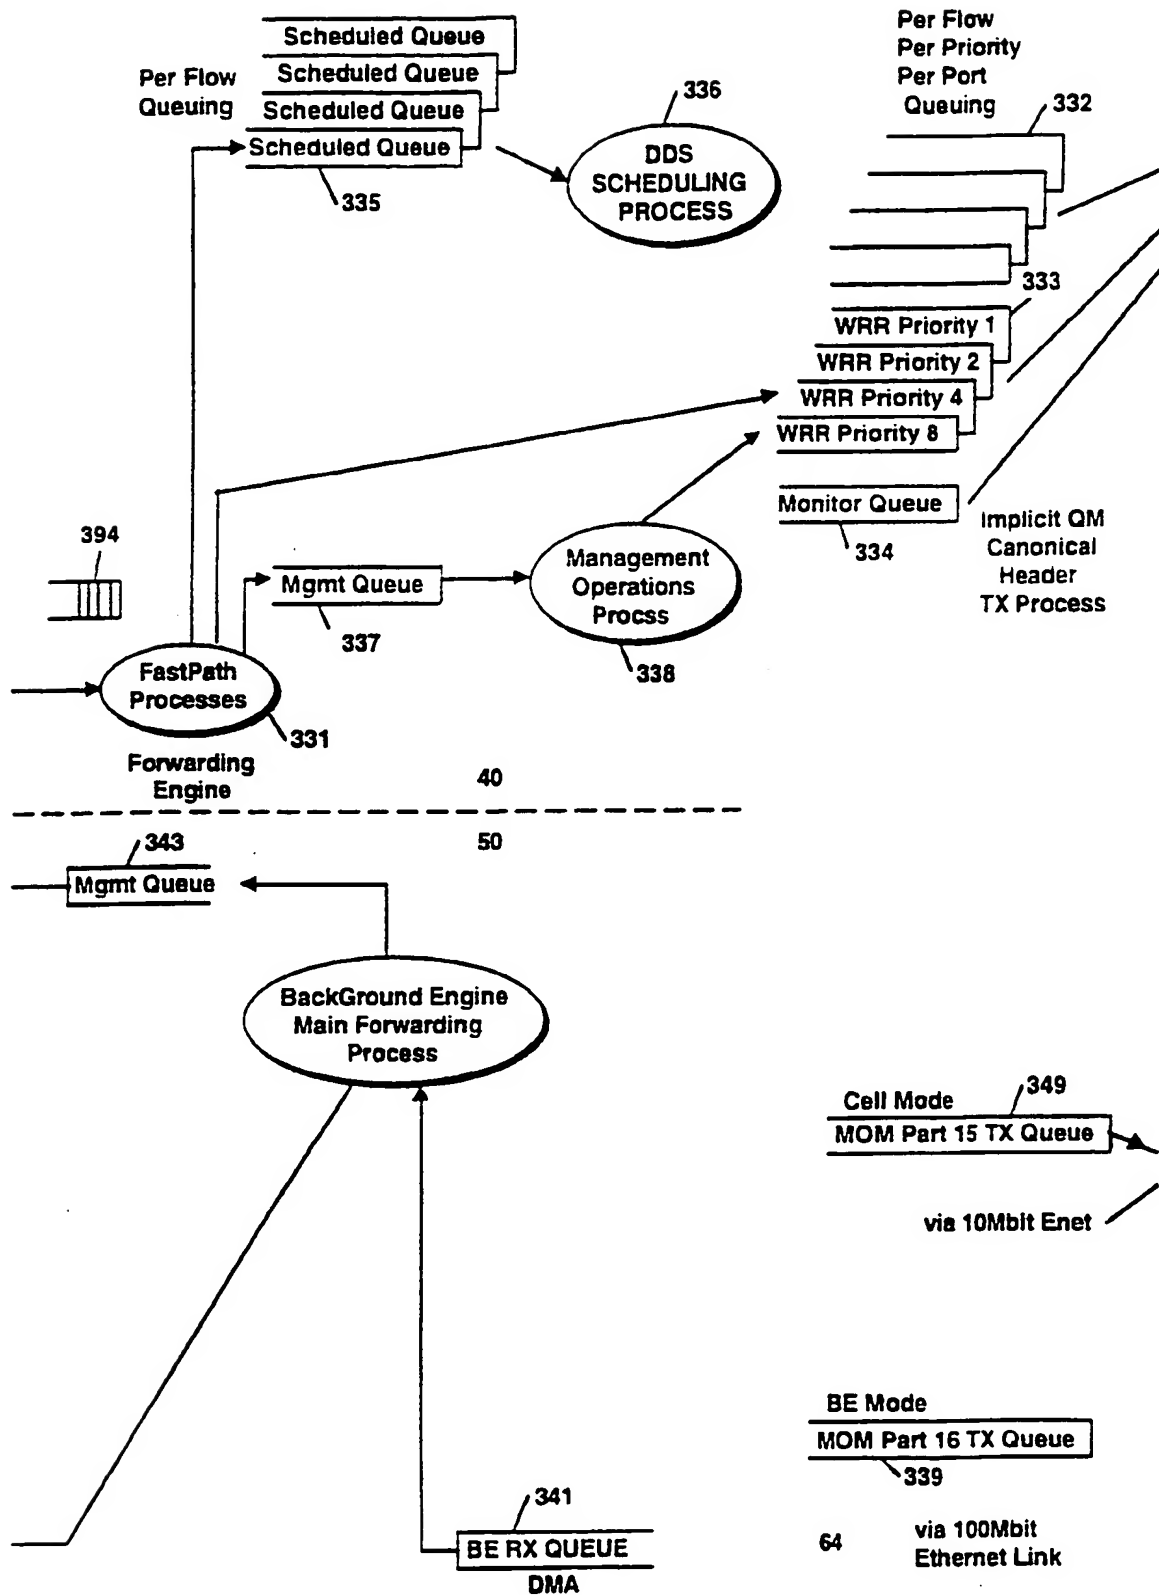 Scheduled Queue
Scheduled Queue
Scheduled Queue
Scheduled Queue
Per Flow
Queuing
335
336
DDS
SCHEDULING
PROCESS
Per Flow
Per Priority
Per Port
Queuing
332
333
WRR Priority 1
WRR Priority 2
WRR Priority 4
WRR Priority 8
Monitor Queue
334
Implicit QM
Canonical
Header
TX Process
394
Mgmt Queue
337
Management
Operations
Procss
338
FastPath
Processes
331
Forwarding
Engine
40
50
343
Mgmt Queue
BackGround Engine
Main Forwarding
Process
Cell Mode
349
MOM Part 15 TX Queue
via 10Mbit Enet
BE Mode
MOM Part 16 TX Queue
339
341
BE RX QUEUE
DMA
64
via 100Mbit
Ethernet Link